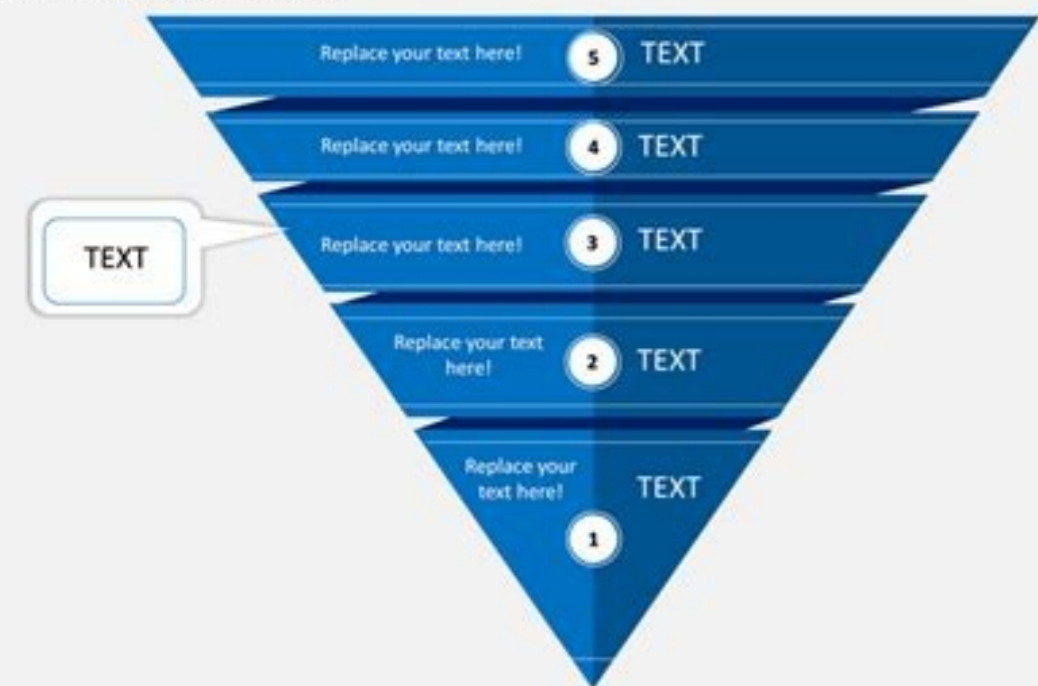 Replace your text here! 5 TEXT
Replace your text here! 4 TEXT
TEXT
Replace your text here! 3 TEXT
Replace your text
here!
2 TEXT
Replace your
text here!
TEXT
1